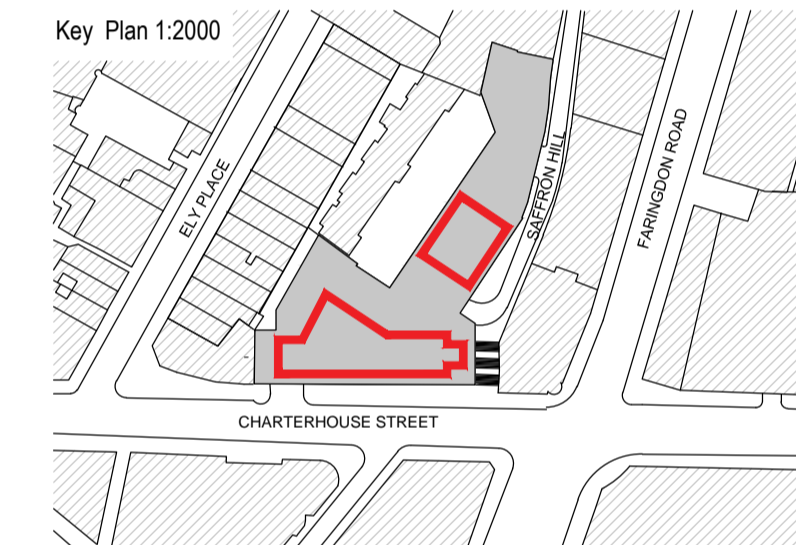 Key Plan 1:2000
ELY PLACE
SAFFRON HILL
FARINGDON ROAD
CHARTERHOUSE STREET